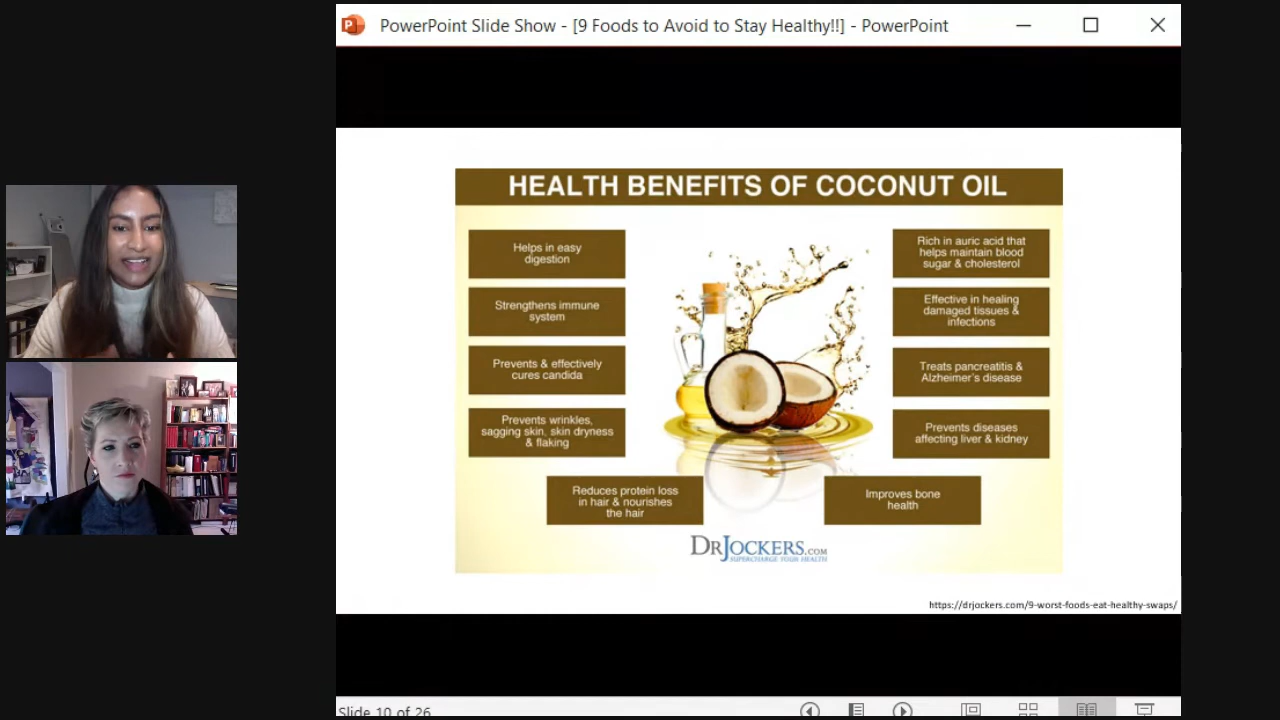 PowerPoint Slide Show - [9 Foods to Avoid to Stay Healthy!!] - PowerPoint
HEALTH BENEFITS OF COCONUT OIL
Helps in easy
digestion
Strengthens immune
system
Prevents & effectively
cures candida
Prevents wrinkles,
sagging skin, skin dryness
& flaking
Reduces protein loss
in hair & nourishes
the hair
Rich in auric acid that
helps maintain blood
sugar & cholesterol
Effective in healing
damaged tissues &
infections
Treats pancreatitis &
Alzheimer's disease
Prevents diseases
affecting liver & kidney
Improves bone
health
DRJOCKERS.COM
SUPERCHARGE YOUR HEALTH
https://drjockers.com/9-worst-foods-eat-healthy-swaps/
Slide 10 of 26